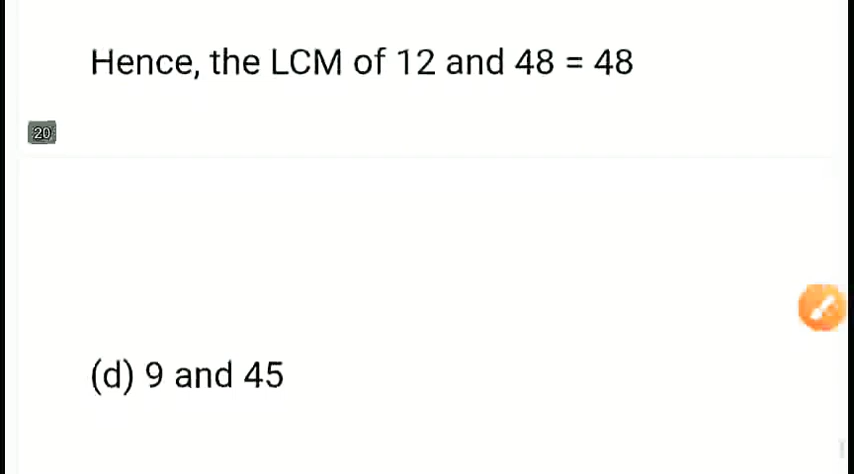 Hence, the LCM of 12 and 48 = 48
20
(d) 9 and 45